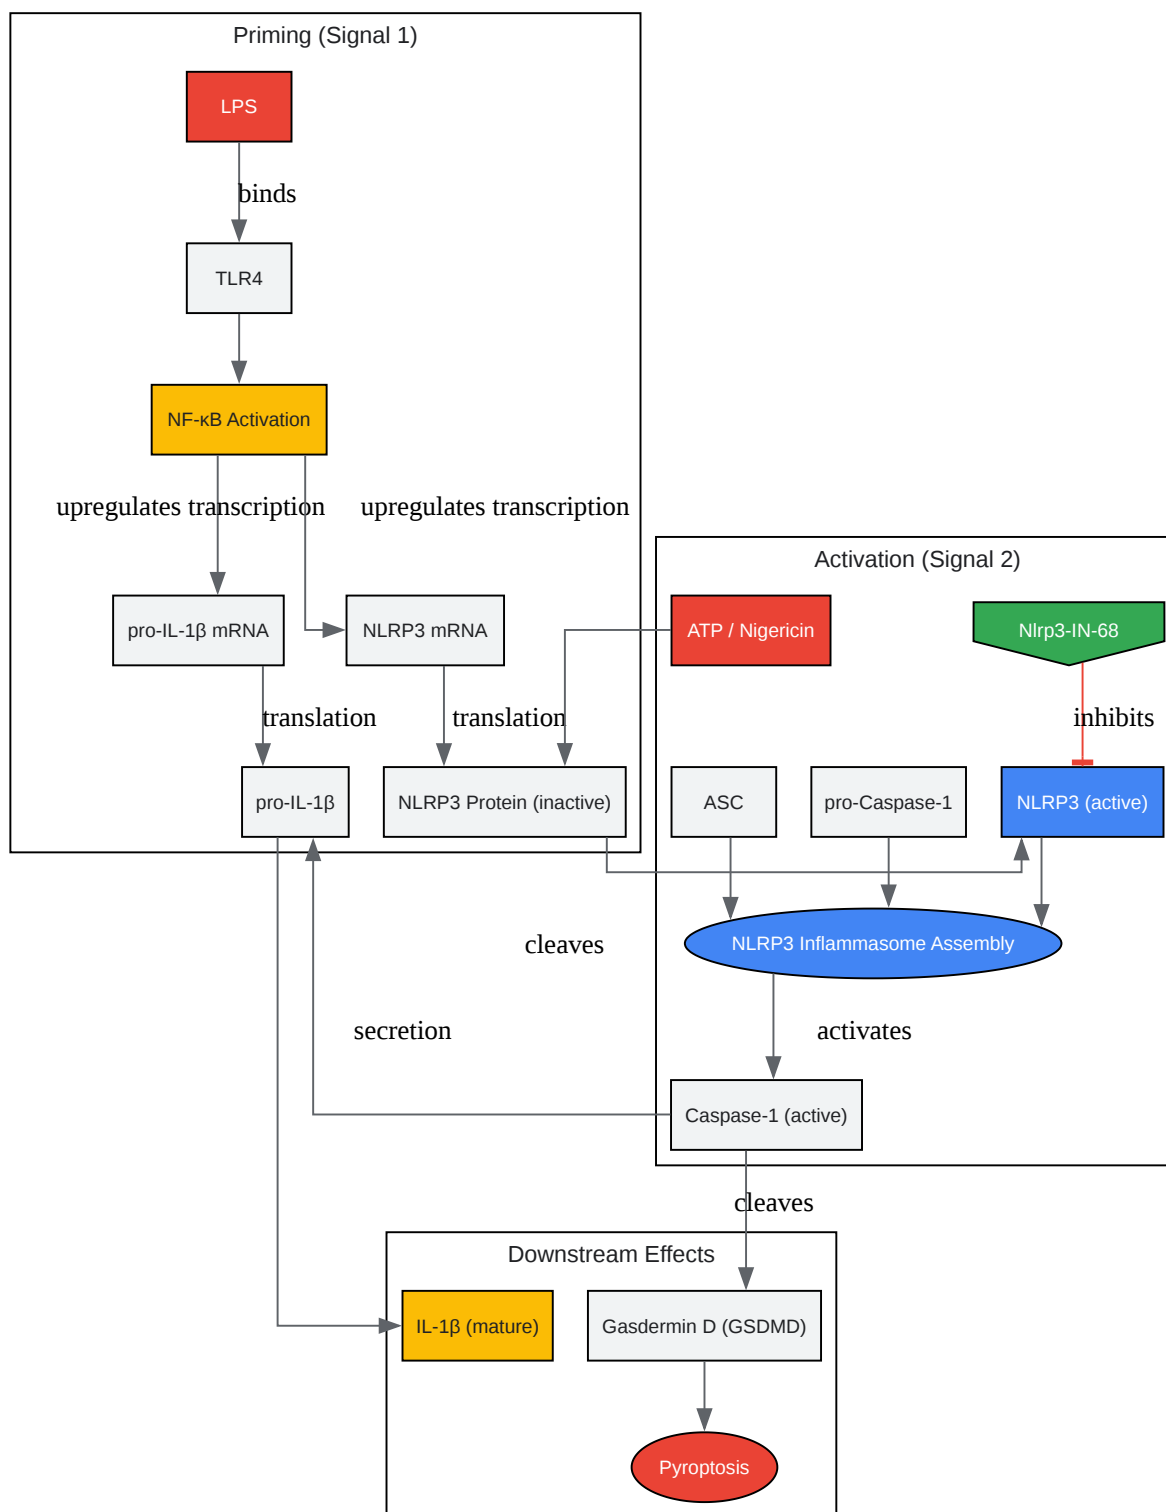 Priming (Signal 1)
LPS
binds
TLR4
NF-κB Activation
upregulates transcription
upregulates transcription
pro-IL-1β mRNA
NLRP3 mRNA
translation
translation
pro-IL-1β
NLRP3 Protein (inactive)
Activation (Signal 2)
ATP / Nigericin
Nlrp3-IN-68
inhibits
ASC
pro-Caspase-1
NLRP3 (active)
NLRP3 Inflammasome Assembly
cleaves
secretion
activates
Caspase-1 (active)
cleaves
Downstream Effects
IL-1β (mature)
Gasdermin D (GSDMD)
Pyroptosis